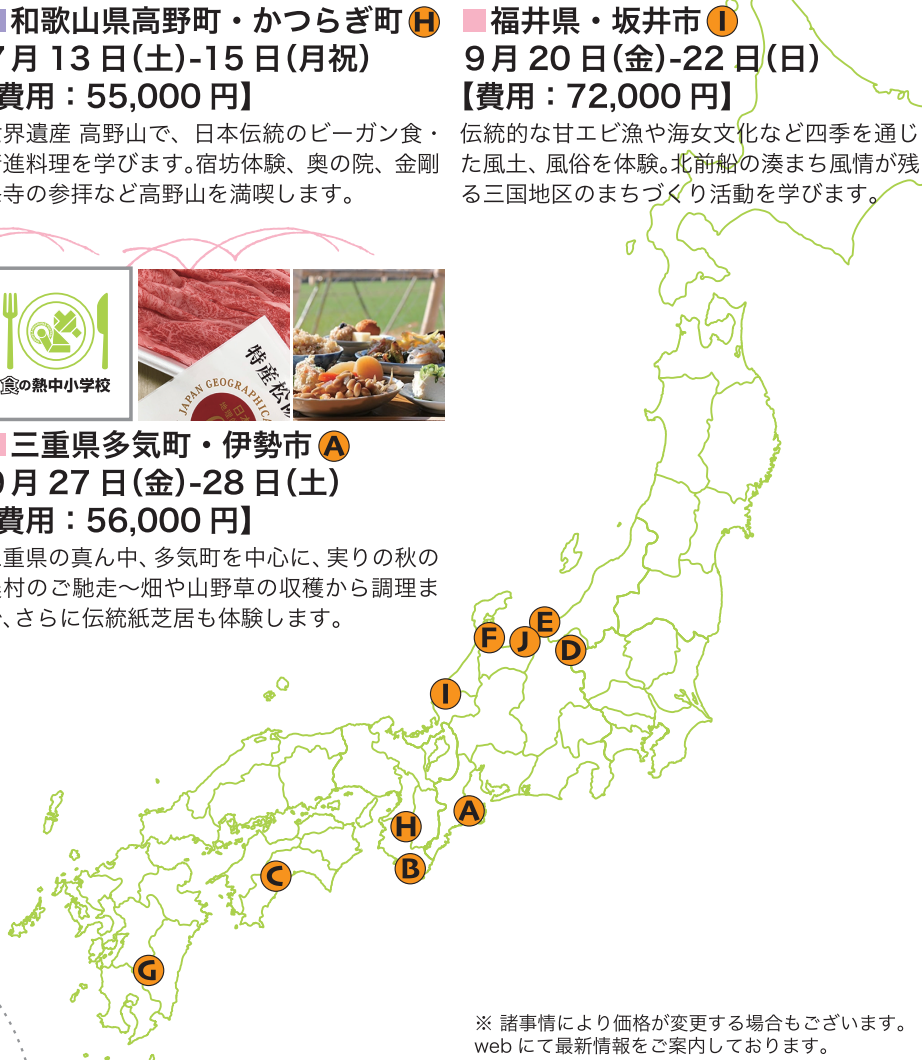 和歌山県高野町・かつらぎ町 H
7月 13 日(土)-15 日(月祝)
費用：55,000 円】
界遺産 高野山で、日本伝統のビーガン食・
進料理を学びます。宿坊体験、奥の院、金剛
寺の参拝など高野山を満喫します。
福井県・坂井市 I
9月 20 日(金)-22 日(日)
【費用：72,000 円】
伝統的な甘エビ漁や海女文化など四季を通じ
た風土、風俗を体験。北前船の湊まち風情が残
る三国地区のまちづくり活動を学びます。
食の熱中小学校
特産松
JAPAN GEOGRAPHICA
三重県多気町・伊勢市 A
9月 27 日(金)-28 日(土)
費用：56,000 円】
重県の真ん中、多気町を中心に、実りの秋の
村のご馳走～畑や山野草の収穫から調理ま
、さらに伝統紙芝居も体験します。
E
F
J
D
I
A
H
B
C
G
※ 諸事情により価格が変更する場合もございます。
web にて最新情報をご案内しております。